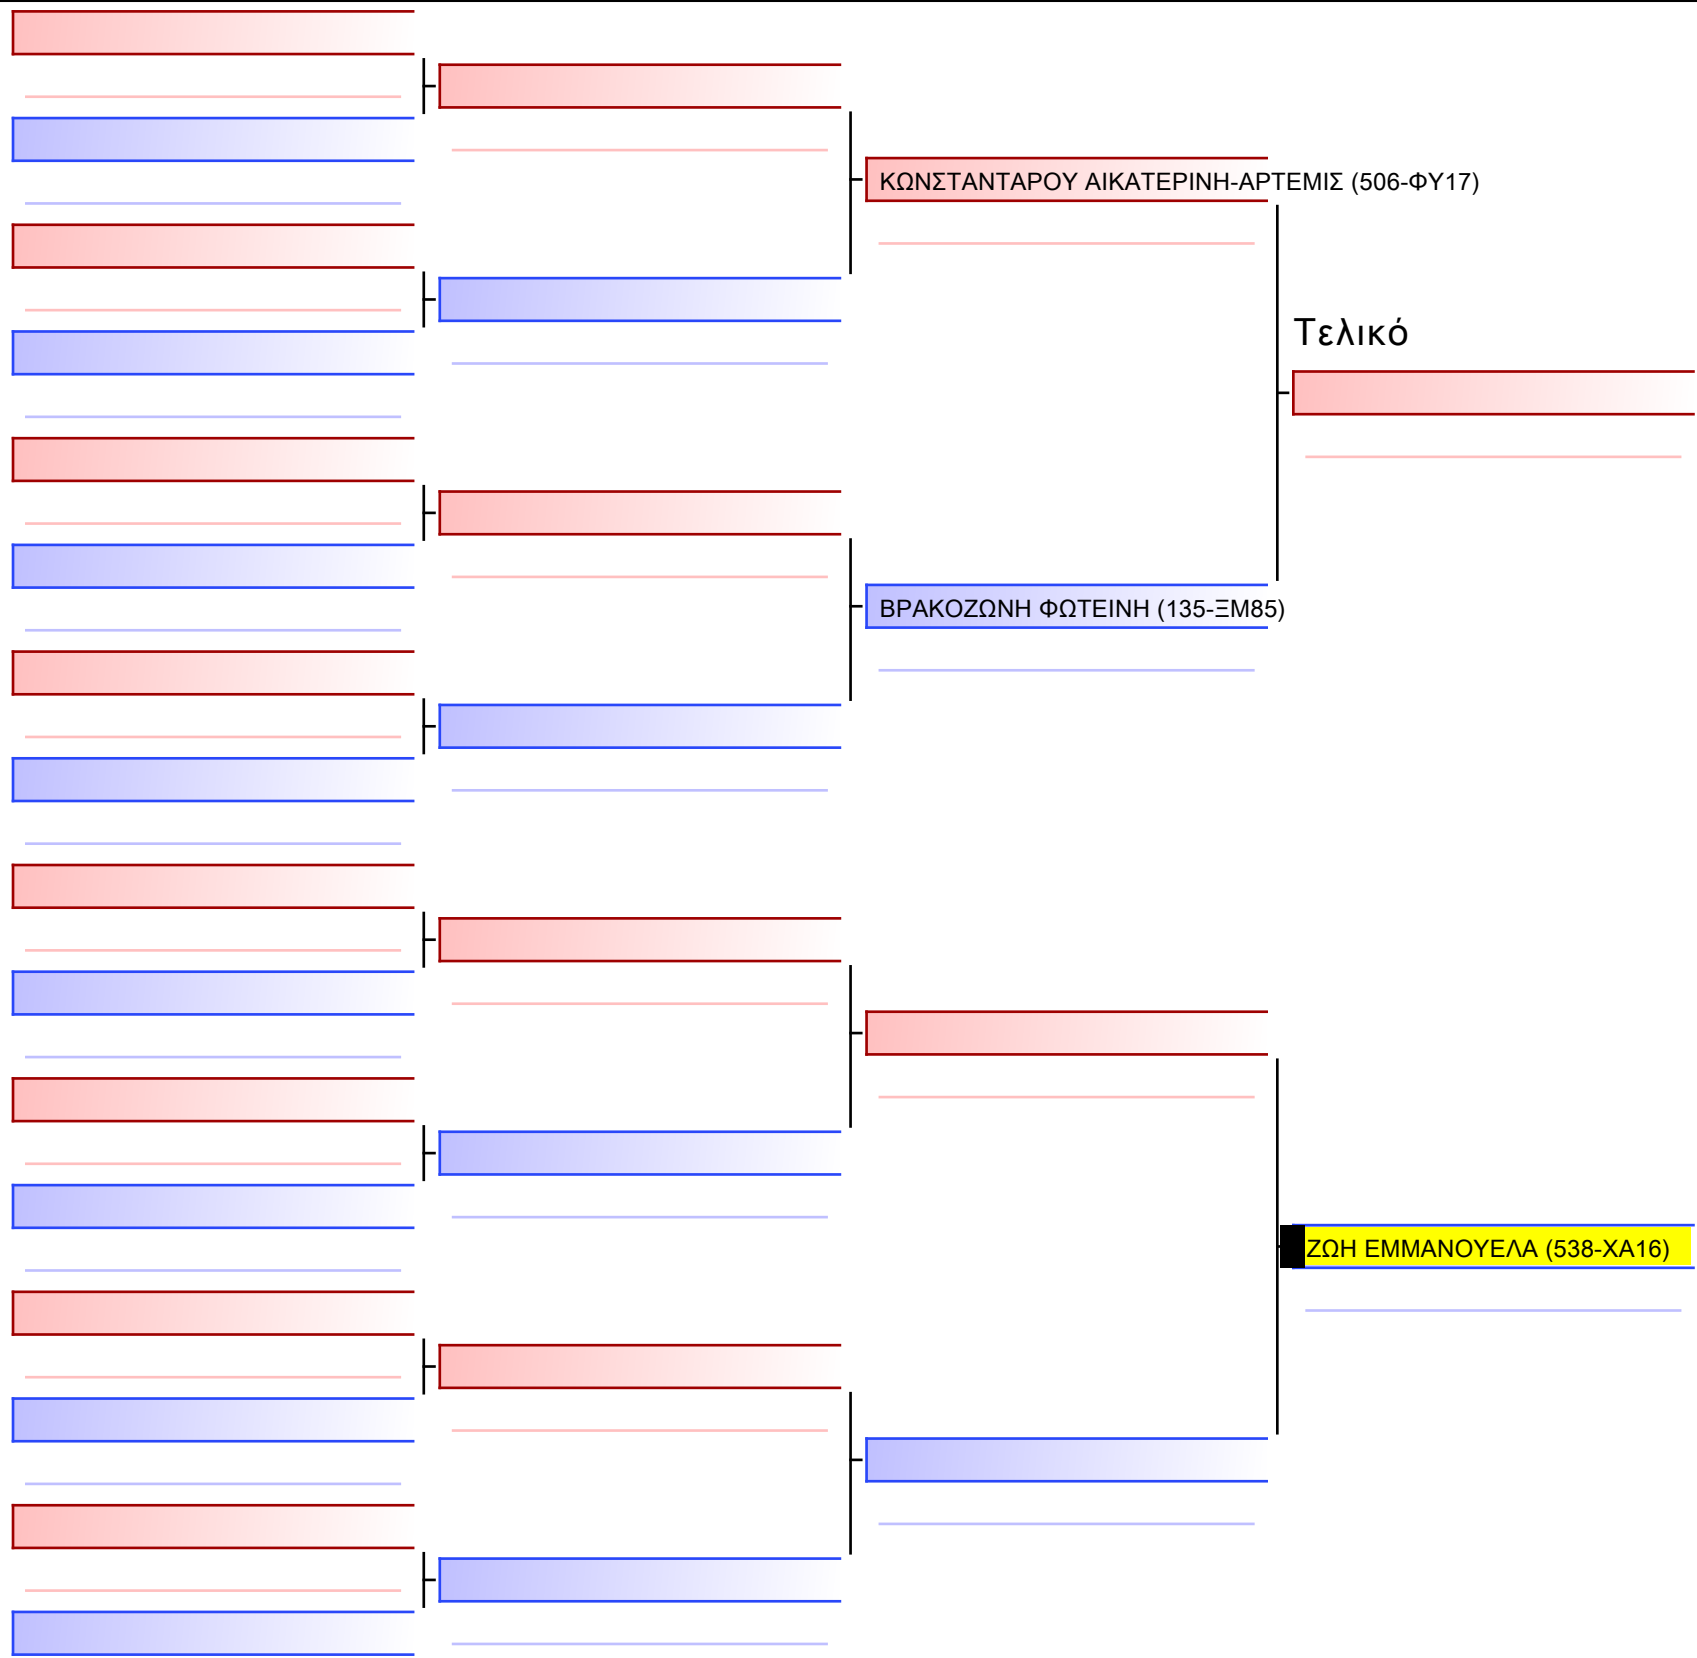 ΚΩΝΣΤΑΝΤΑΡΟΥ ΑΙΚΑΤΕΡΙΝΗ-ΑΡΤΕΜΙΣ (506-ΦΥ17)
Τελικό
ΒΡΑΚΟΖΩΝΗ ΦΩΤΕΙΝΗ (135-ΞΜ85)
ΖΩΗ ΕΜΜΑΝΟΥΕΛΑ (538-ΧΑ16)